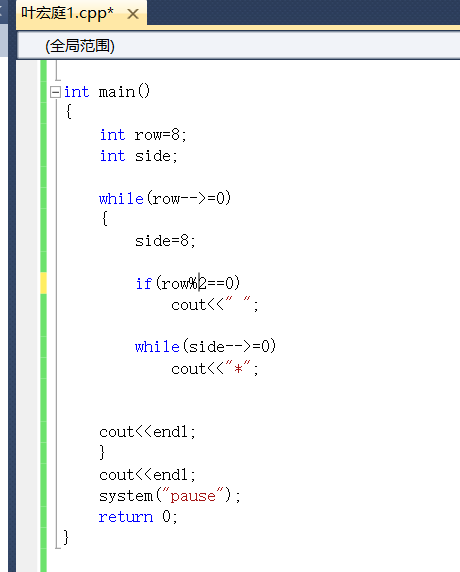 叶宏庭1.cpp*
(全局范围)
int main()
{
int row=8;
int side;
while(row-->=0)
{
side=8;
if(row%2==0)
cout<<" ";
while(side-->=0)
cout<<"*";
cout<<endl;
}
cout<<endl;
system("pause");
return 0;
}